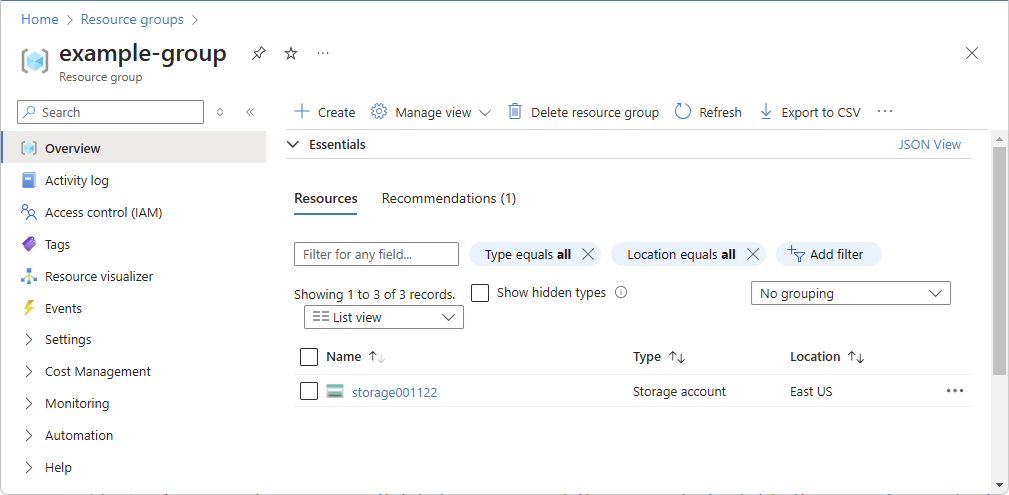 Home > Resource groups >
example-group
Resource group
Search
Overview
Activity log
Access control (IAM)
Tags
Resource visualizer
Events
Settings
Cost Management
Monitoring
Automation
Help
Create Manage view Delete resource group Refresh Export to CSV
Essentials JSON View
Resources Recommendations (1)
Filter for any field... Type equals all Location equals all Add filter
Showing 1 to 3 of 3 records. Show hidden types No grouping
List view
Name Type Location
storage001122 Storage account East US